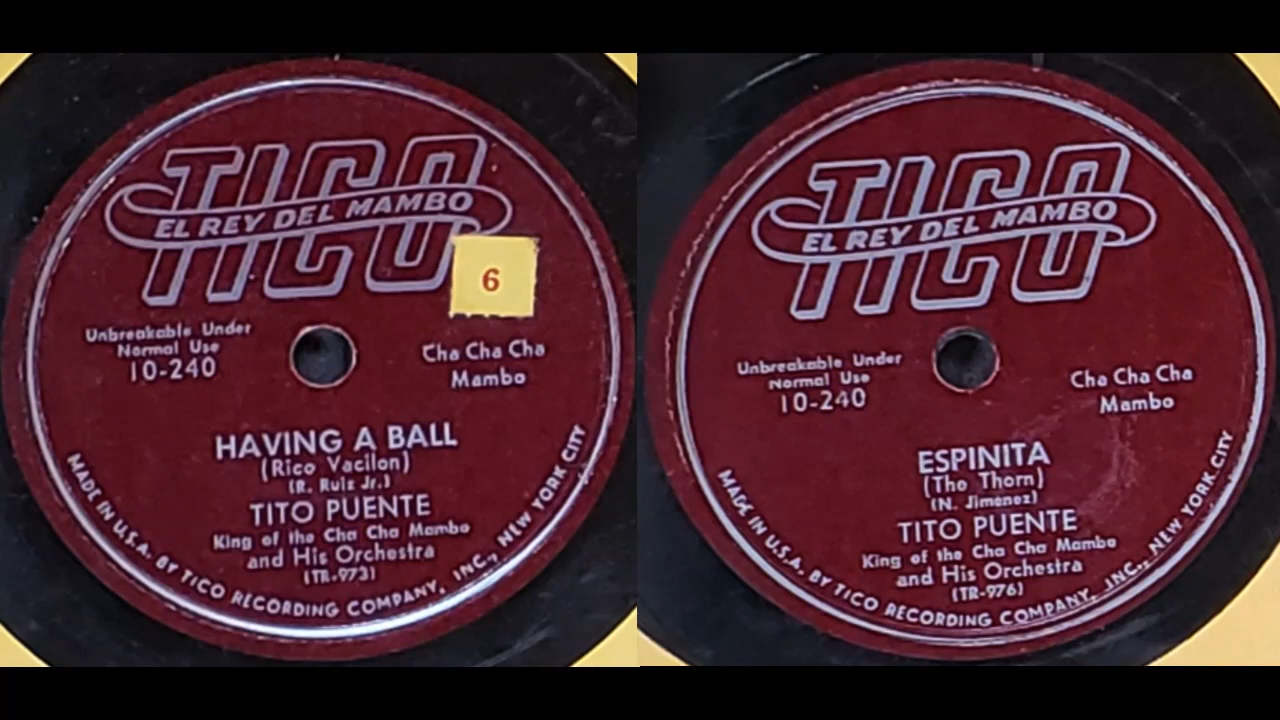 TICO
EL REY DEL MAMBO
6
Unbreakable Under
Normal Use
10-240
Cha Cha Cha
Mambo
HAVING A BALL
(Rico Vacilon)
(R. Ruiz Jr.)
TITO PUENTE
King of the Cha Cha Mambo
and His Orchestra
(TR-973)
MADE IN U.S.A. BY TICO RECORDING COMPANY, INC., NEW YORK CITY
TICO
EL REY DEL MAMBO
Unbreakable Under
Normal Use
10-240
Cha Cha Cha
Mambo
ESPINITA
(The Thorn)
(N. Jimenez)
TITO PUENTE
King of the Cha Cha Mambo
and His Orchestra
(TR-976)
MADE IN U.S.A. BY TICO RECORDING COMPANY, INC., NEW YORK CITY